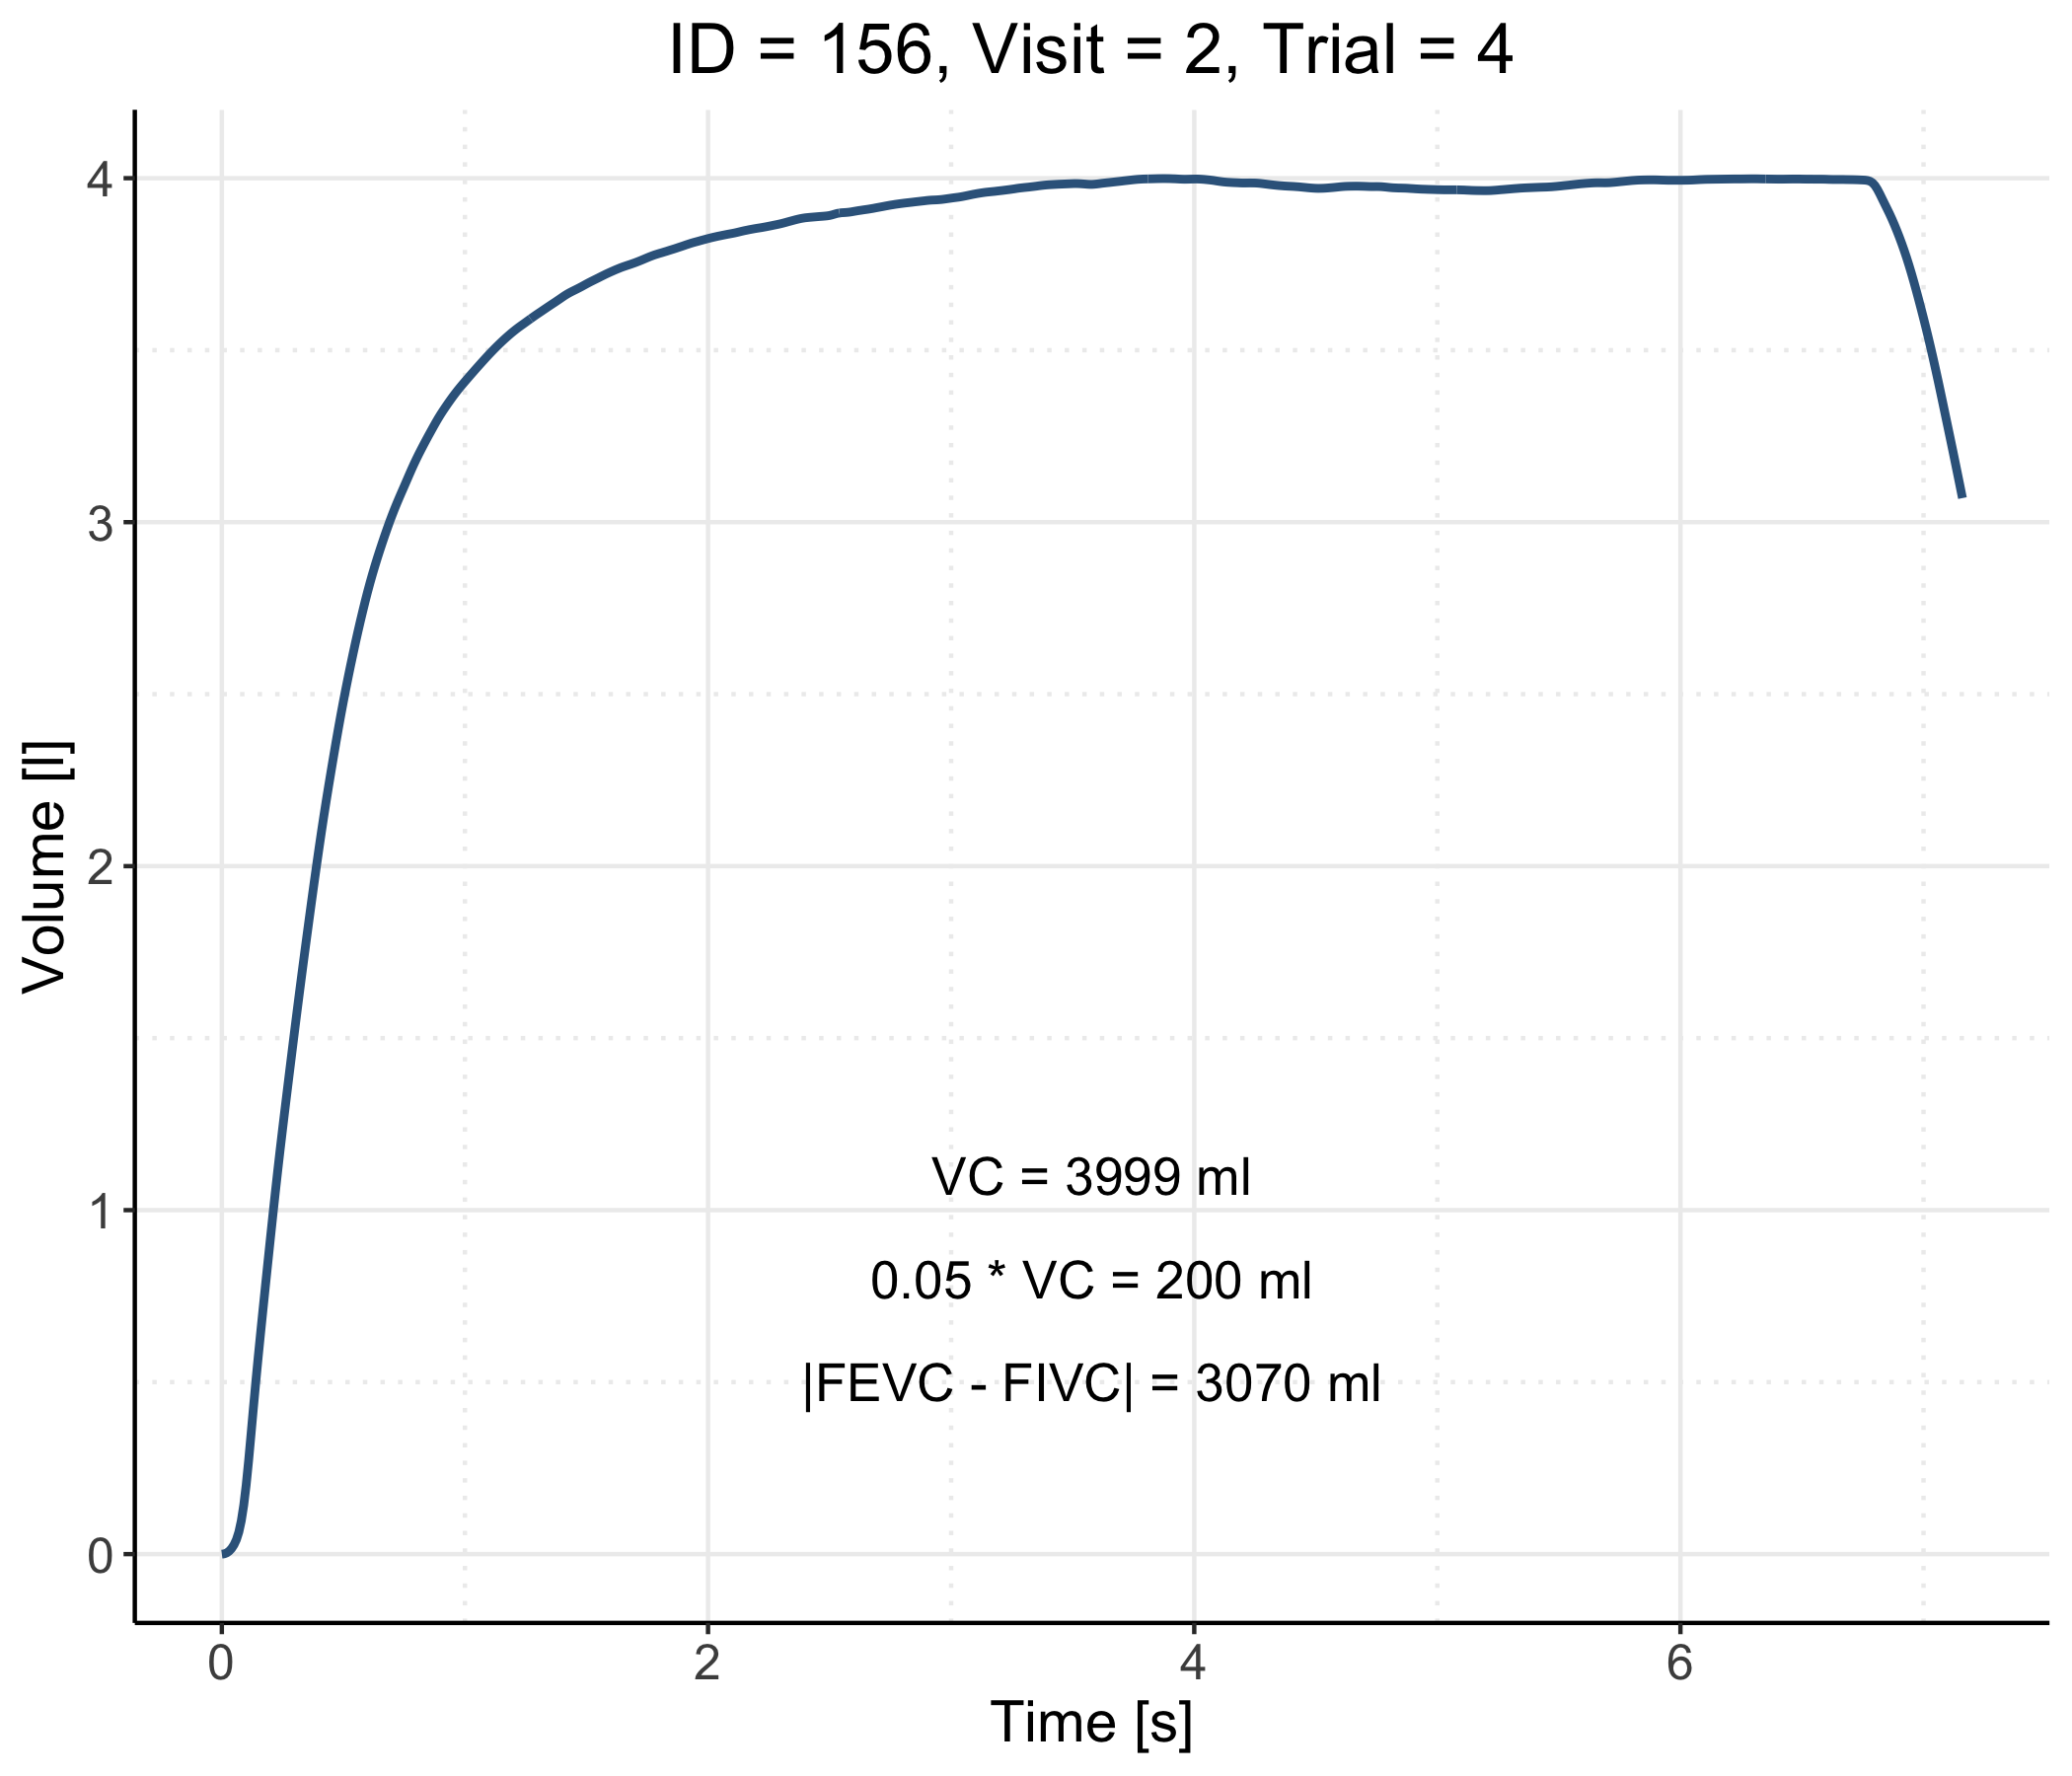 ID = 156, Visit = 2, Trial = 4
4
3
2
1
0
Volume [l]
VC = 3999 ml
0.05 * VC = 200 ml
|FEVC - FIVC| = 3070 ml
0 2 4 6
Time [s]